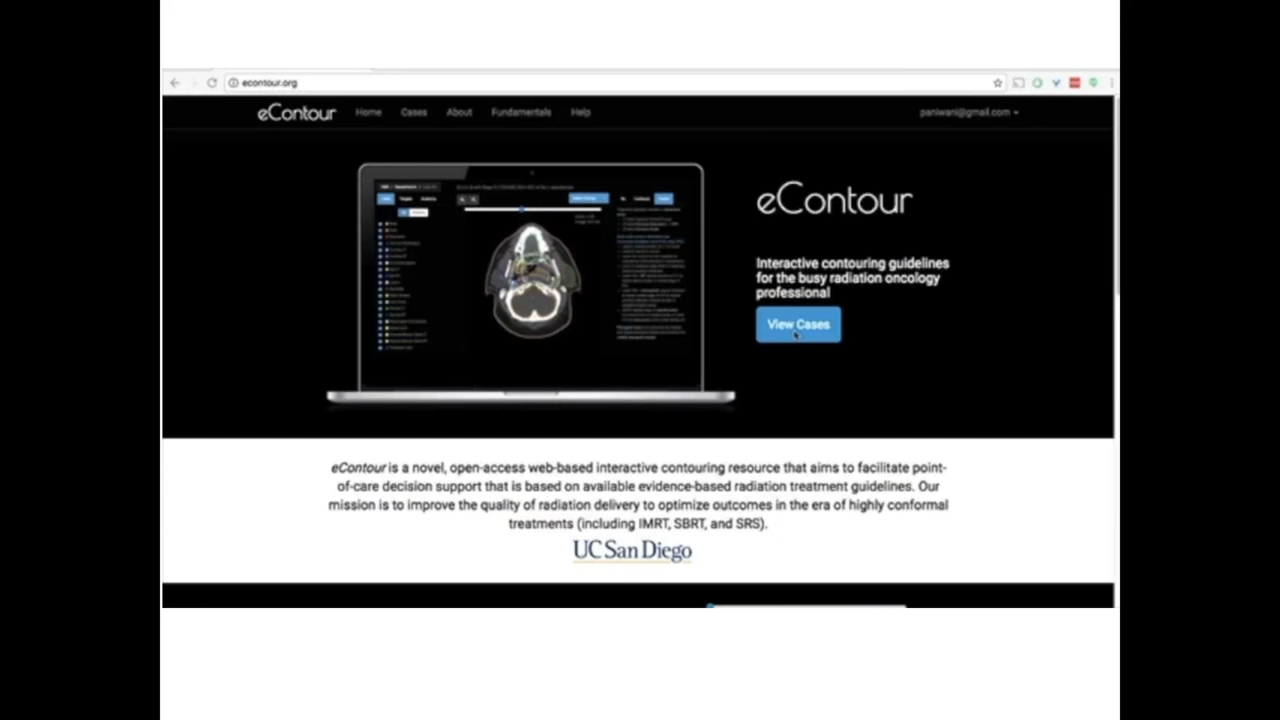 econtour.org
eContour Home Cases About Fundamentals Help paniwani@gmail.com
eContour
Interactive contouring guidelines
for the busy radiation oncology
professional
View Cases
eContour is a novel, open-access web-based interactive contouring resource that aims to facilitate point-
of-care decision support that is based on available evidence-based radiation treatment guidelines. Our
mission is to improve the quality of radiation delivery to optimize outcomes in the era of highly conformal
treatments (including IMRT, SBRT, and SRS).
UC San Diego